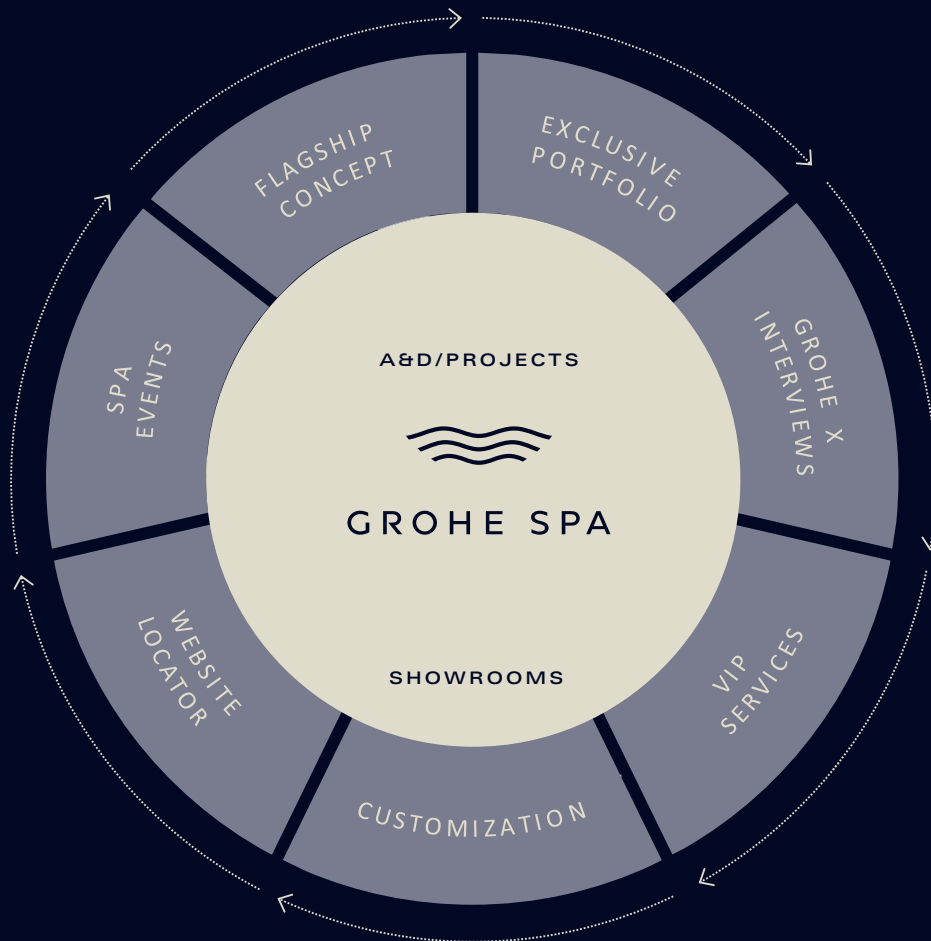 FLAGSHIP
CONCEPT
EXCLUSIVE
PORTFOLIO
GROHE X
INTERVIEWS
VIP
SERVICES
CUSTOMIZATION
WEBSITE
LOCATOR
SPA
EVENTS
A&D/PROJECTS
GROHE SPA
SHOWROOMS